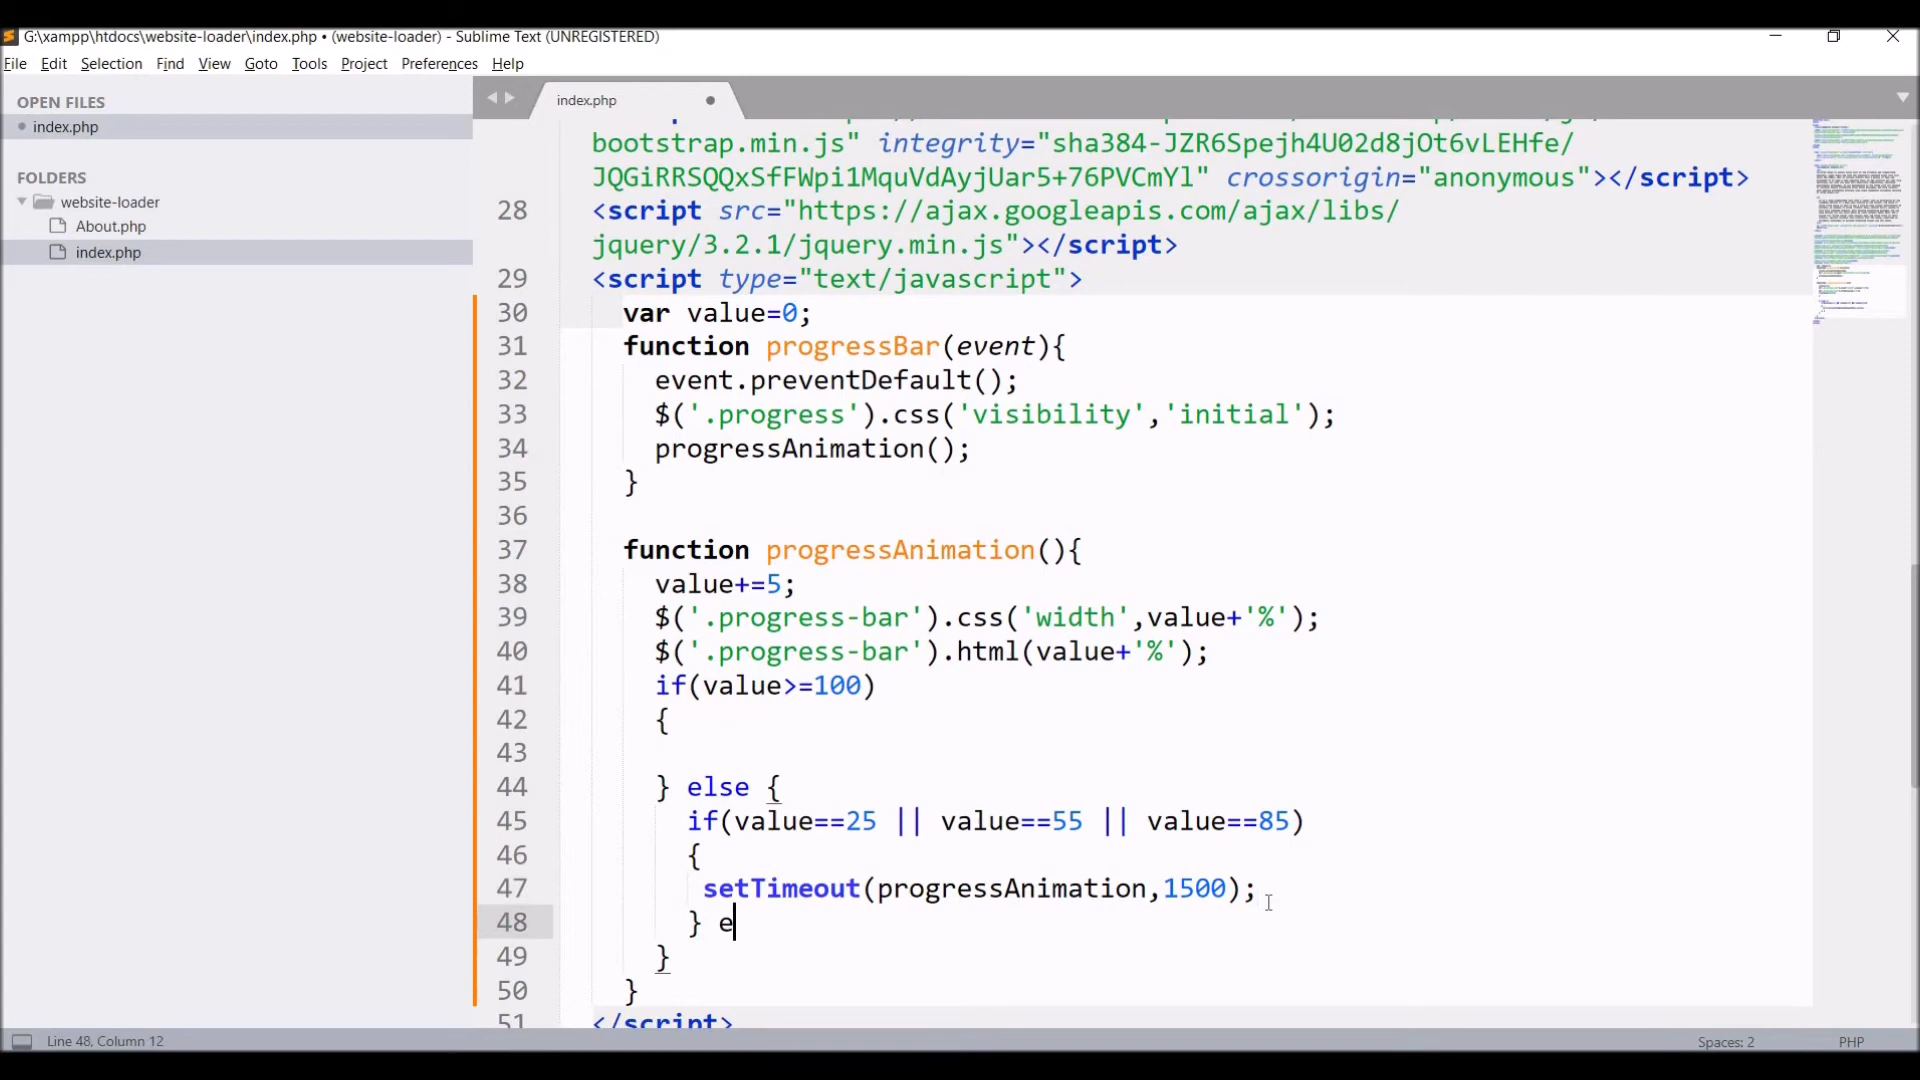 G:\xampp\htdocs\website-loader\index.php • (website-loader) - Sublime Text (UNREGISTERED)
File Edit Selection Find View Goto Tools Project Preferences Help
OPEN FILES
index.php
FOLDERS
website-loader
About.php
index.php
index.php
bootstrap.min.js" integrity="sha384-JZR6Spejh4U02d8jOt6vLEHfe/
JQGiRRSQQxSfFWpi1MquVdAyjUar5+76PVCmYl" crossorigin="anonymous"></script>
28 <script src="https://ajax.googleapis.com/ajax/libs/
jquery/3.2.1/jquery.min.js"></script>
29 <script type="text/javascript">
30 var value=0;
31 function progressBar(event){
32 event.preventDefault();
33 $('.progress').css('visibility','initial');
34 progressAnimation();
35 }
36
37 function progressAnimation(){
38 value+=5;
39 $('.progress-bar').css('width',value+'%');
40 $('.progress-bar').html(value+'%');
41 if(value>=100)
42 {
43
44 } else {
45 if(value==25 || value==55 || value==85)
46 {
47 setTimeout(progressAnimation,1500);
48 } e
49 }
50 }
51 </script>
Line 48, Column 12
Spaces: 2
PHP